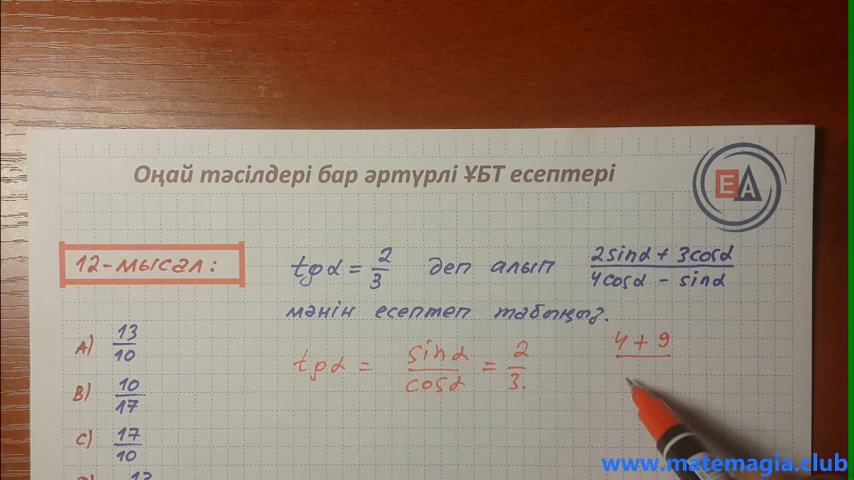 Оңай тәсілдері бар әртүрлі ҰБТ есептері
EA
12-мысал: tgα = 2/3 деп алып (2sinα + 3cosα)/(4cosα - sinα)
мәнін есептеп табыңыз.
tgα = sinα/cosα = 2/3. 4 + 9
A) 13/10
B) 10/17
C) 17/10
www.matemagia.club